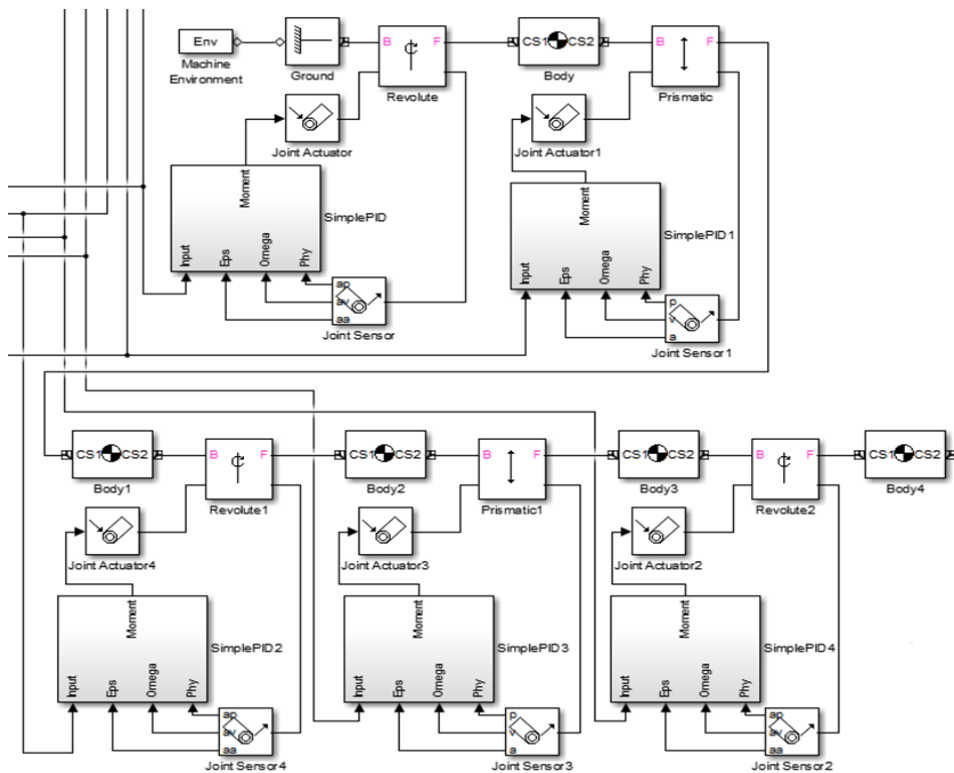 Env
Machine
Environment
Ground
B F
Revolute
CS1 CS2
Body
B F
Prismatic
Joint Actuator
Joint Actuator1
Moment
SimplePID
Input
Eps
Omega
Phy
ap
av
aa
Joint Sensor
Moment
SimplePID1
Input
Eps
Omega
Phy
p
v
a
Joint Sensor1
CS1 CS2
Body1
B F
Revolute1
CS1 CS2
Body2
B F
Prismatic1
CS1 CS2
Body3
B F
Revolute2
CS1 CS2
Body4
Joint Actuator4
Joint Actuator3
Joint Actuator2
Moment
SimplePID2
Input
Eps
Omega
Phy
ap
av
aa
Joint Sensor4
Moment
SimplePID3
Input
Eps
Omega
Phy
p
v
a
Joint Sensor3
Moment
SimplePID4
Input
Eps
Omega
Phy
ap
av
aa
Joint Sensor2